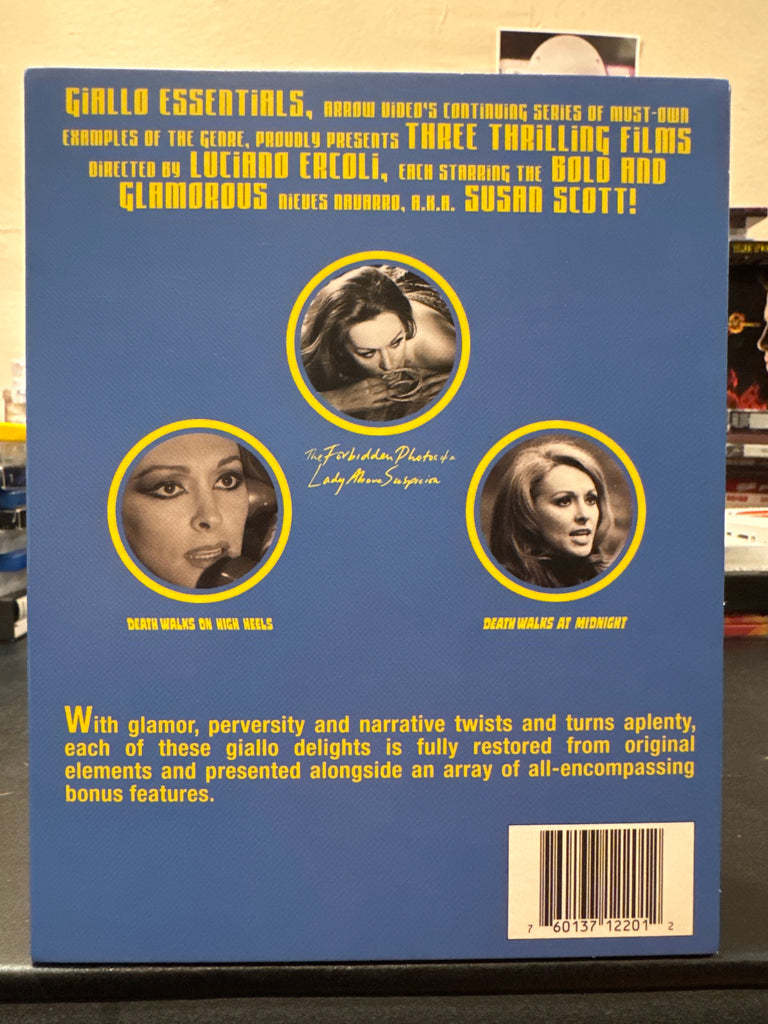 GiALLO ESSENTiALS, ARROW ViDEO'S CONTiNUiNG SERiES OF MUST-OWN
EXAMPLES OF THE GENRE, PROUDLY PRESENTS THREE THRiLLiNG FiLMS
DiRECTED BY LUCiANO ERCOLi, EACH STARRiNG THE BOLD AND
GLAMOROUS NiEVES NAVARRO, A.K.A. SUSAN SCOTT!
The Forbidden Photos of a
Lady Above Suspicion
DEATH WALKS ON HIGH HEELS
DEATH WALKS AT MIDNIGHT
With glamor, perversity and narrative twists and turns aplenty,
each of these giallo delights is fully restored from original
elements and presented alongside an array of all-encompassing
bonus features.
7 60137 12201 2